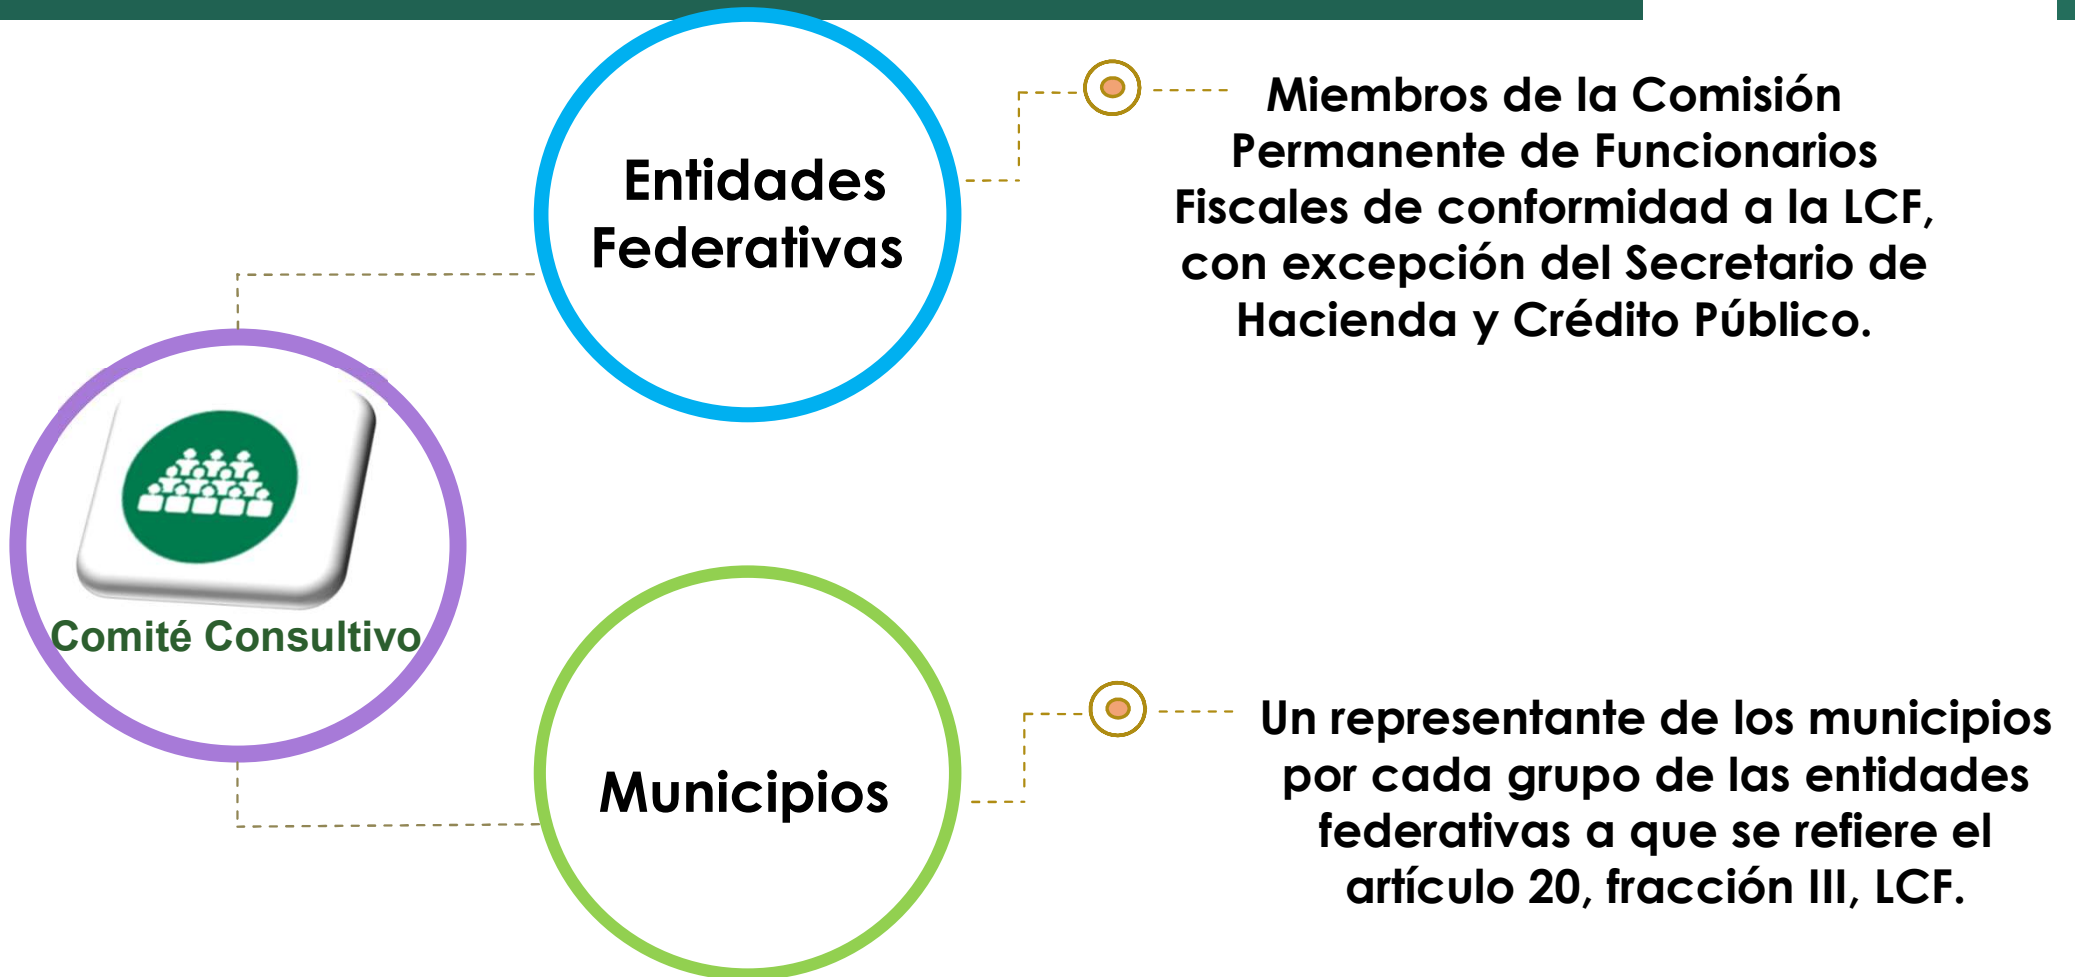 Entidades
Federativas
Miembros de la Comisión
Permanente de Funcionarios
Fiscales de conformidad a la LCF,
con excepción del Secretario de
Hacienda y Crédito Público.
Comité Consultivo
Municipios
Un representante de los municipios
por cada grupo de las entidades
federativas a que se refiere el
artículo 20, fracción III, LCF.